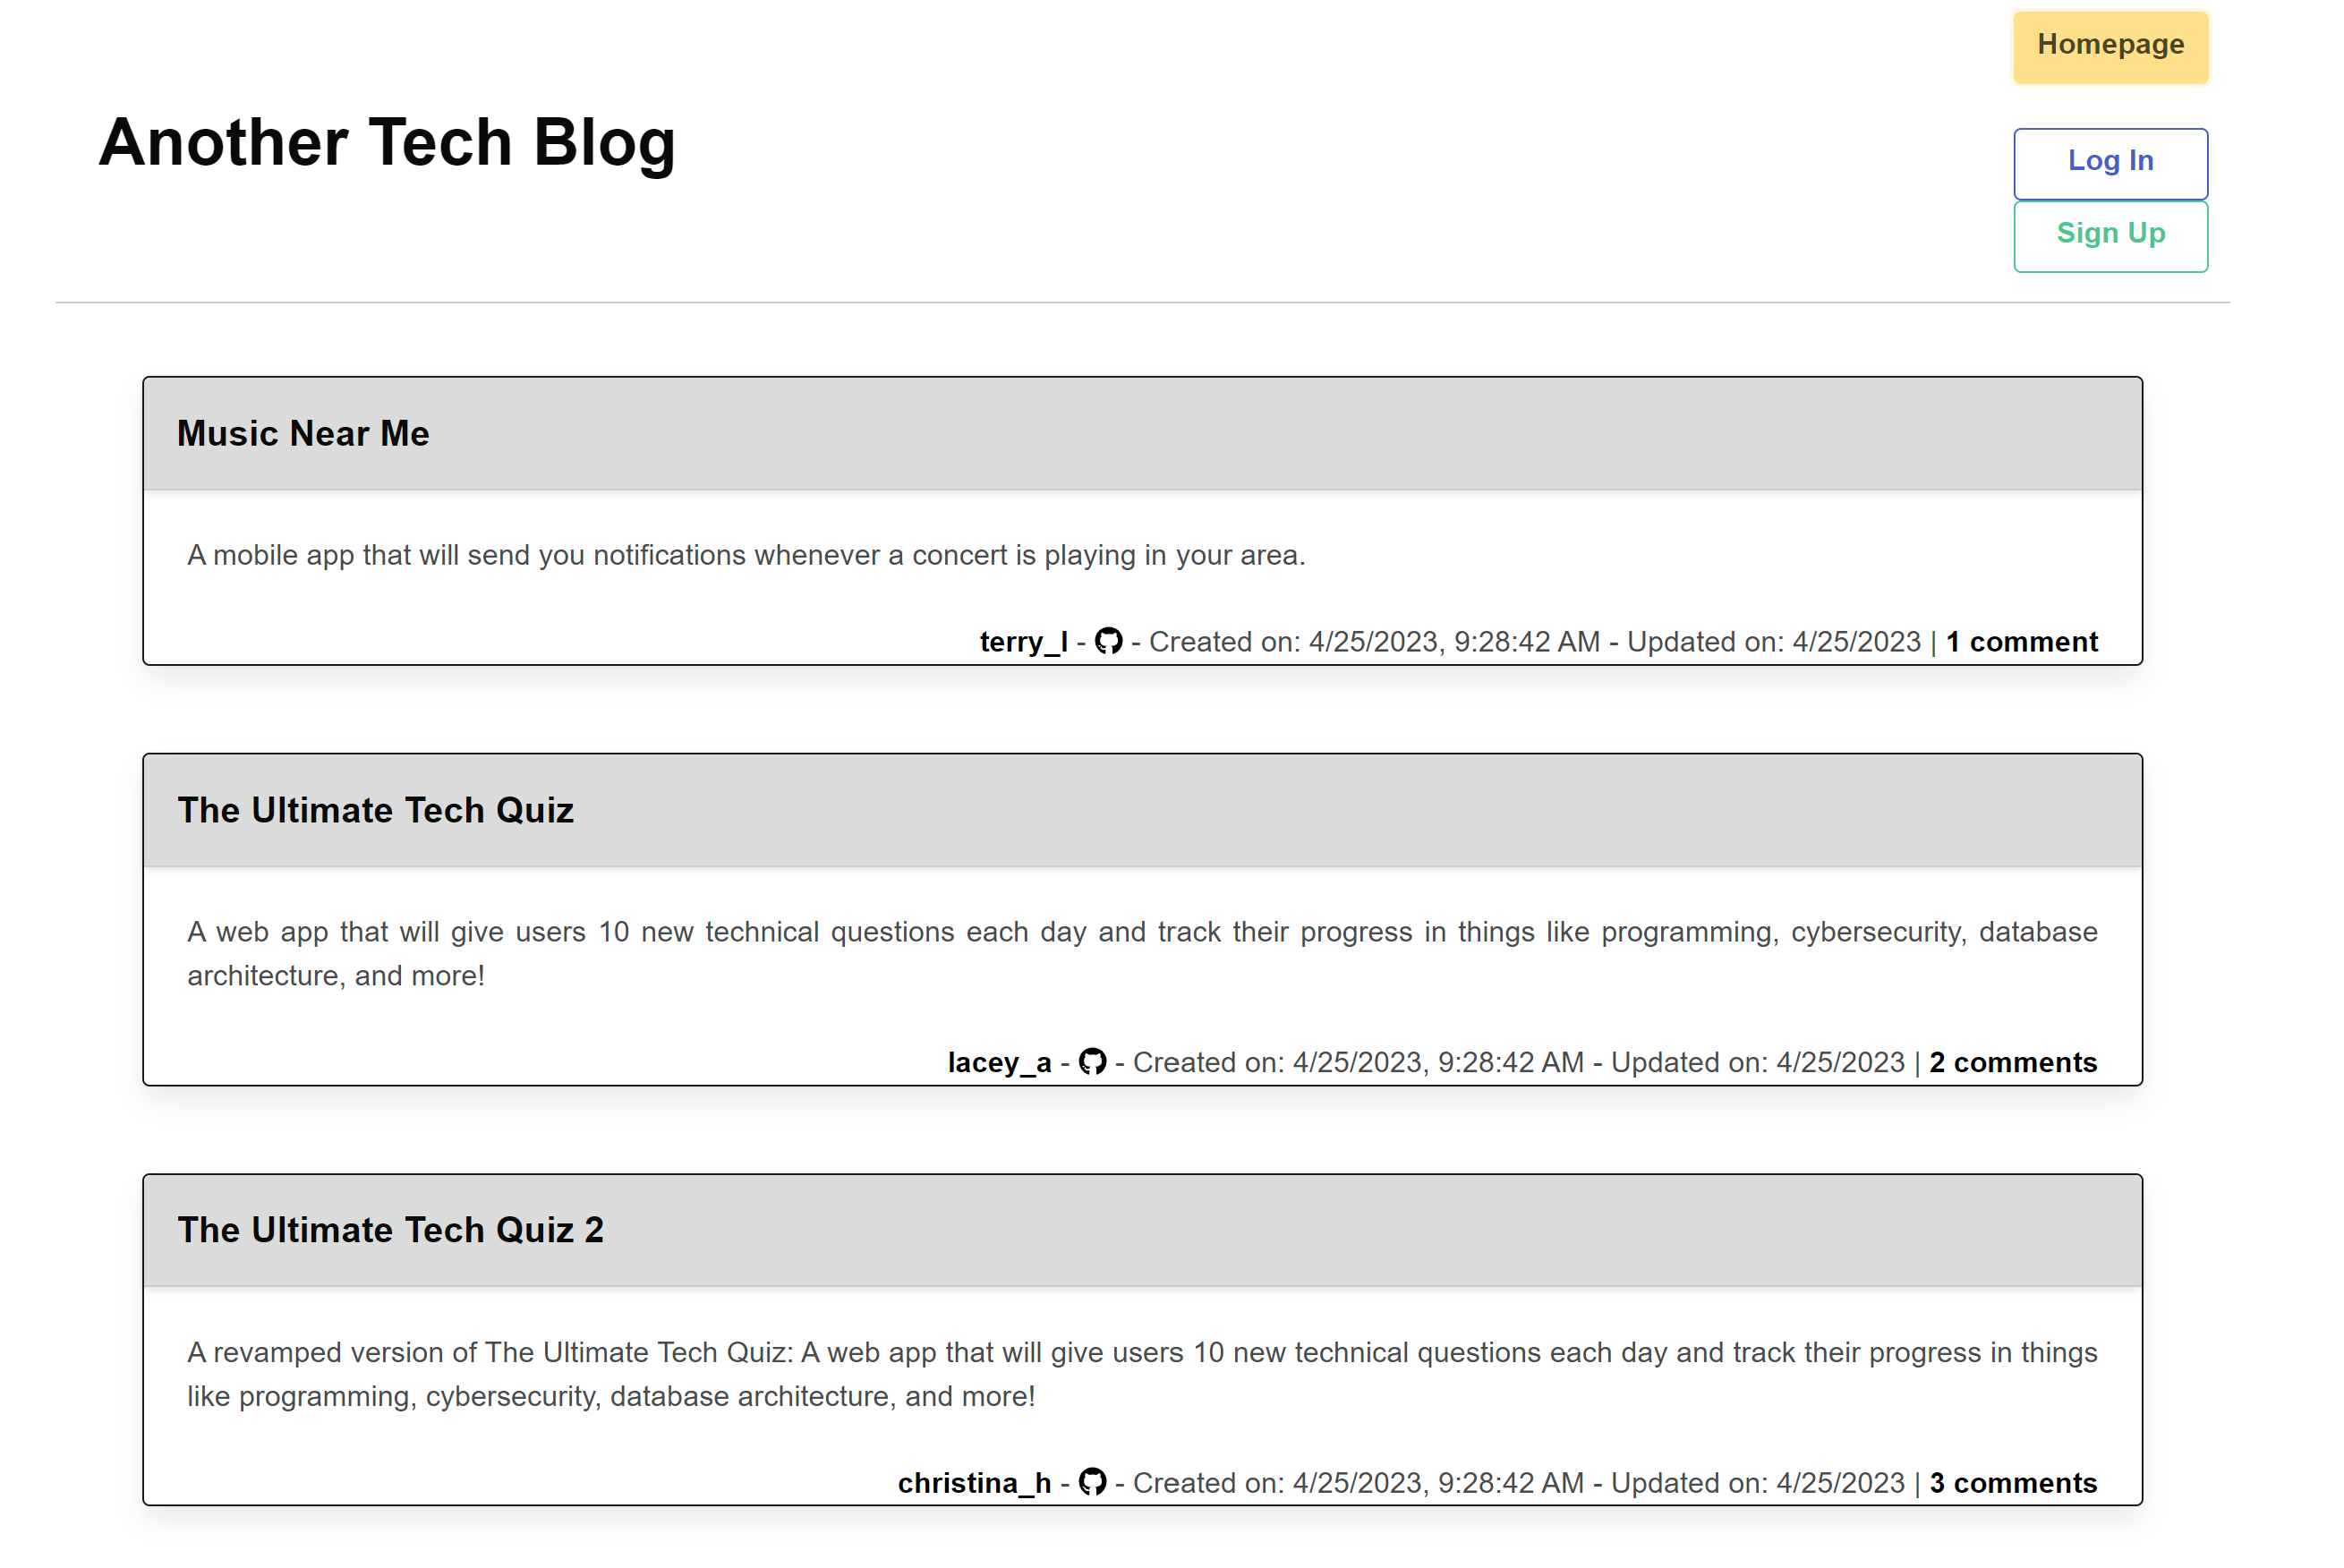 Homepage
Another Tech Blog
Log In
Sign Up
Music Near Me
A mobile app that will send you notifications whenever a concert is playing in your area.
terry_l - - Created on: 4/25/2023, 9:28:42 AM - Updated on: 4/25/2023 | 1 comment
The Ultimate Tech Quiz
A web app that will give users 10 new technical questions each day and track their progress in things like programming, cybersecurity, database
architecture, and more!
lacey_a - - Created on: 4/25/2023, 9:28:42 AM - Updated on: 4/25/2023 | 2 comments
The Ultimate Tech Quiz 2
A revamped version of The Ultimate Tech Quiz: A web app that will give users 10 new technical questions each day and track their progress in things
like programming, cybersecurity, database architecture, and more!
christina_h - - Created on: 4/25/2023, 9:28:42 AM - Updated on: 4/25/2023 | 3 comments